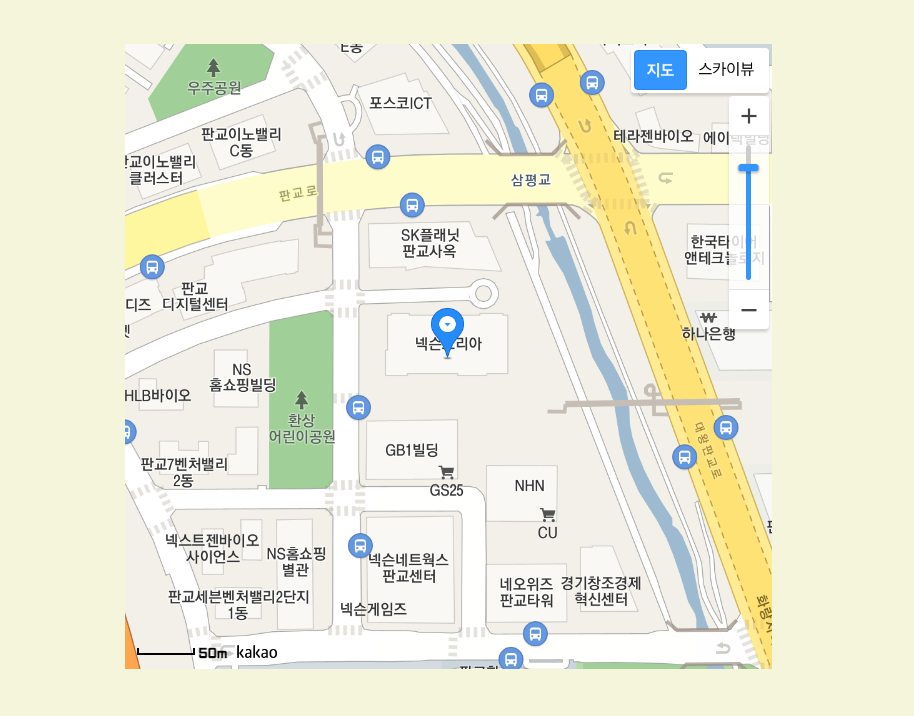 E동
지도
스카이뷰
우주공원
포스코ICT
판교이노밸리
C동
테라젠바이오
에이
판교이노밸리
클러스터
판교로
삼평교
SK플래닛
판교사옥
한국타이어
앤테크놀로지
판교
디지털센터
디즈
넥슨코리아
하나은행
NS
홈쇼핑빌딩
HLB바이오
환상
어린이공원
대왕판교로
GB1빌딩
판교7벤처밸리
2동
GS25
NHN
CU
넥스트젠바이오
사이언스
NS홈쇼핑
별관
넥슨네트웍스
판교센터
네오위즈
판교타워
경기창조경제
혁신센터
판교세븐벤처밸리2단지
1동
넥슨게임즈
50m
kakao